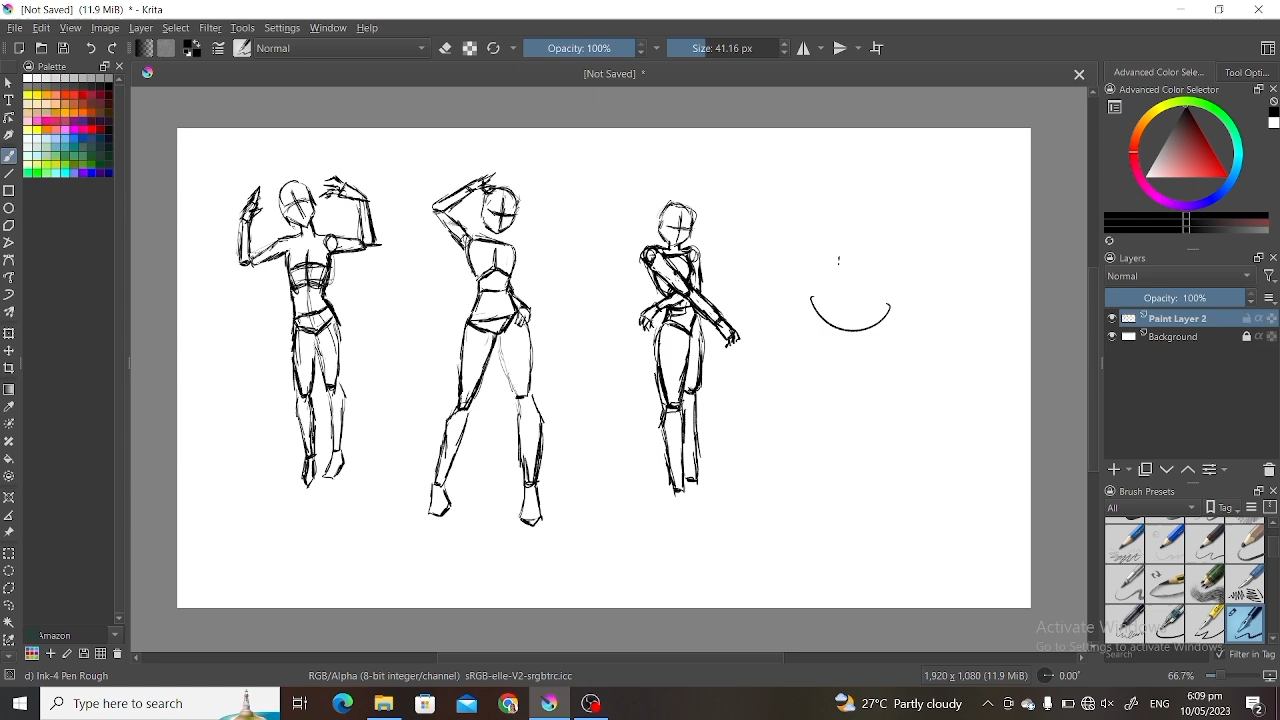 [Not Saved] (11.9 MiB) * - Krita
File Edit View Image Layer Select Filter Tools Settings Window Help
Normal Opacity: 100% Size: 41.16 px
Palette [Not Saved] * Advanced Color Sele... Tool Opti...
Advanced Color Selector
Layers
Normal
Opacity: 100%
Paint Layer 2
Background
Brush Presets
All Tag
Activate Windows
Go to Settings to activate Windows.
Amazon
Search Filter in Tag
d) Ink-4 Pen Rough RGB/Alpha (8-bit integer/channel) sRGB-elle-V2-srgbtrc.icc 1,920 x 1,080 (11.9 MiB) 0.00° 66.7%
Type here to search 27°C Partly cloudy ENG 6:09 pm
10/05/2023 2